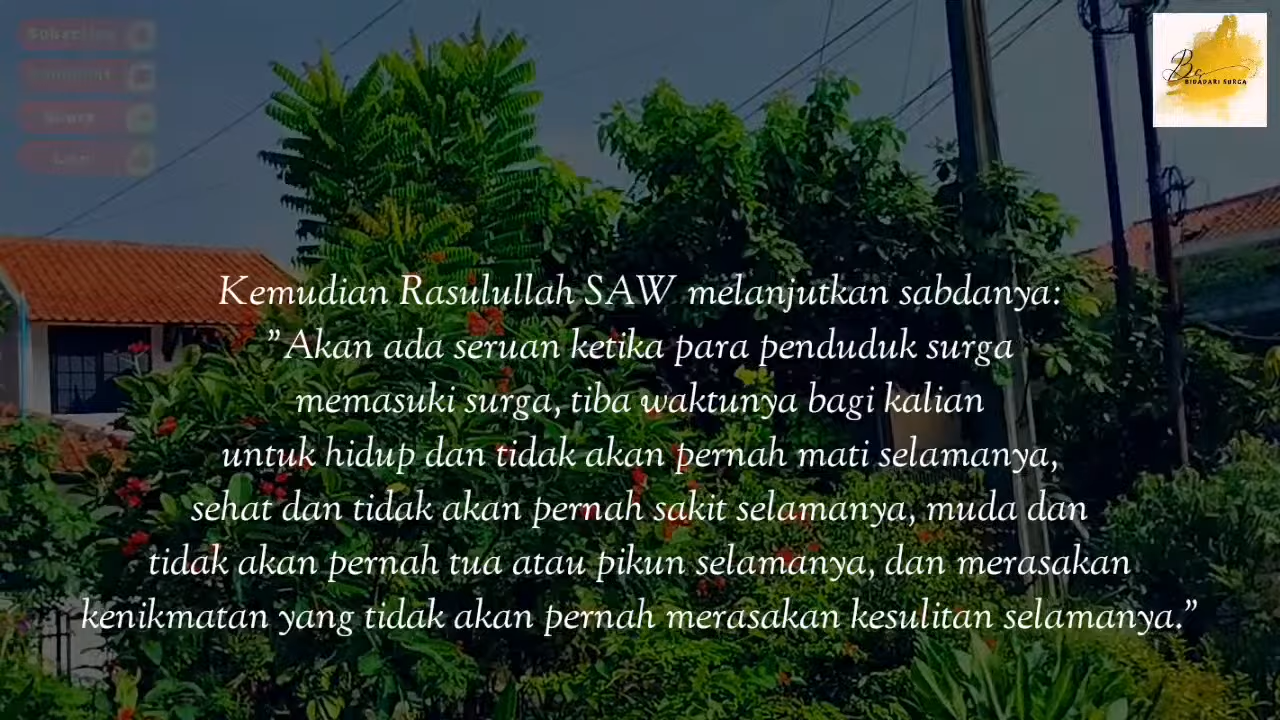 Subscribe
Comment
Share
Like
BIDADARI SURGA
Kemudian Rasulullah SAW melanjutkan sabdanya:
"Akan ada seruan ketika para penduduk surga
memasuki surga, tiba waktunya bagi kalian
untuk hidup dan tidak akan pernah mati selamanya,
sehat dan tidak akan pernah sakit selamanya, muda dan
tidak akan pernah tua atau pikun selamanya, dan merasakan
kenikmatan yang tidak akan pernah merasakan kesulitan selamanya."